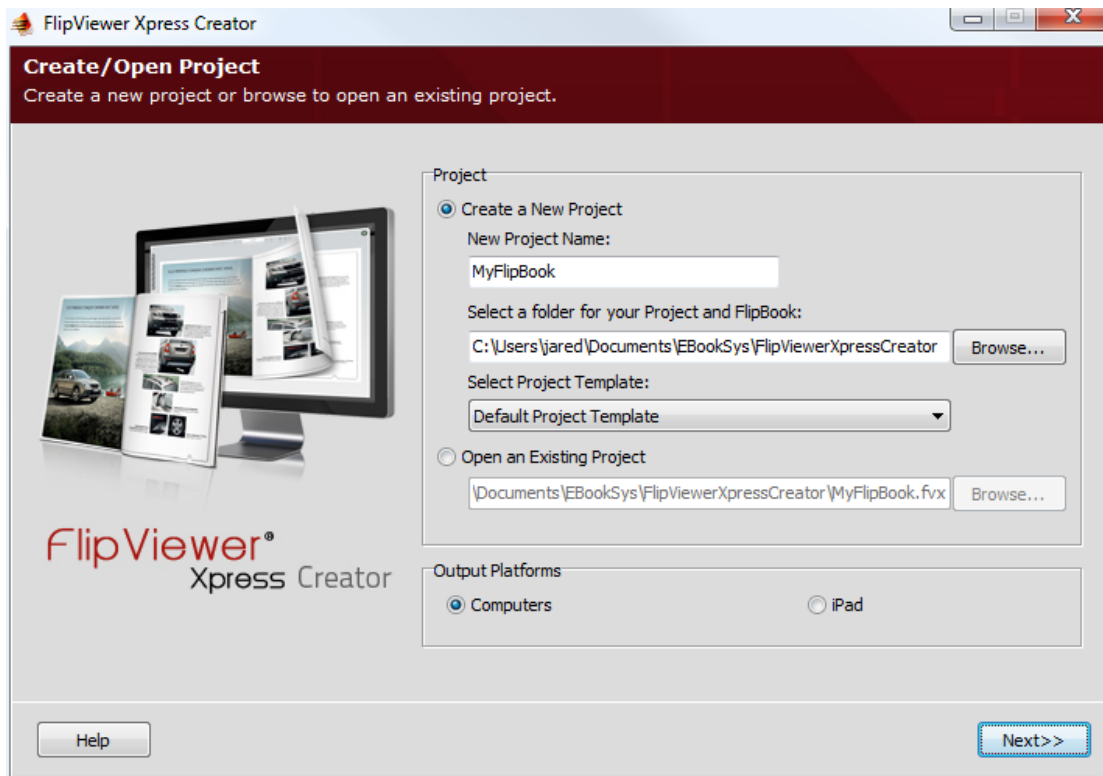 FlipViewer Xpress Creator
Create/Open Project
Create a new project or browse to open an existing project.
Project
Create a New Project
New Project Name:
MyFlipBook
Select a folder for your Project and FlipBook:
C:\Users\jared\Documents\EBookSys\FlipViewerXpressCreator
Browse...
Select Project Template:
Default Project Template
Open an Existing Project
\Documents\EBookSys\FlipViewerXpressCreator\MyFlipBook.fvx
Browse...
FlipViewer®
Xpress Creator
Output Platforms
Computers
iPad
Help
Next>>